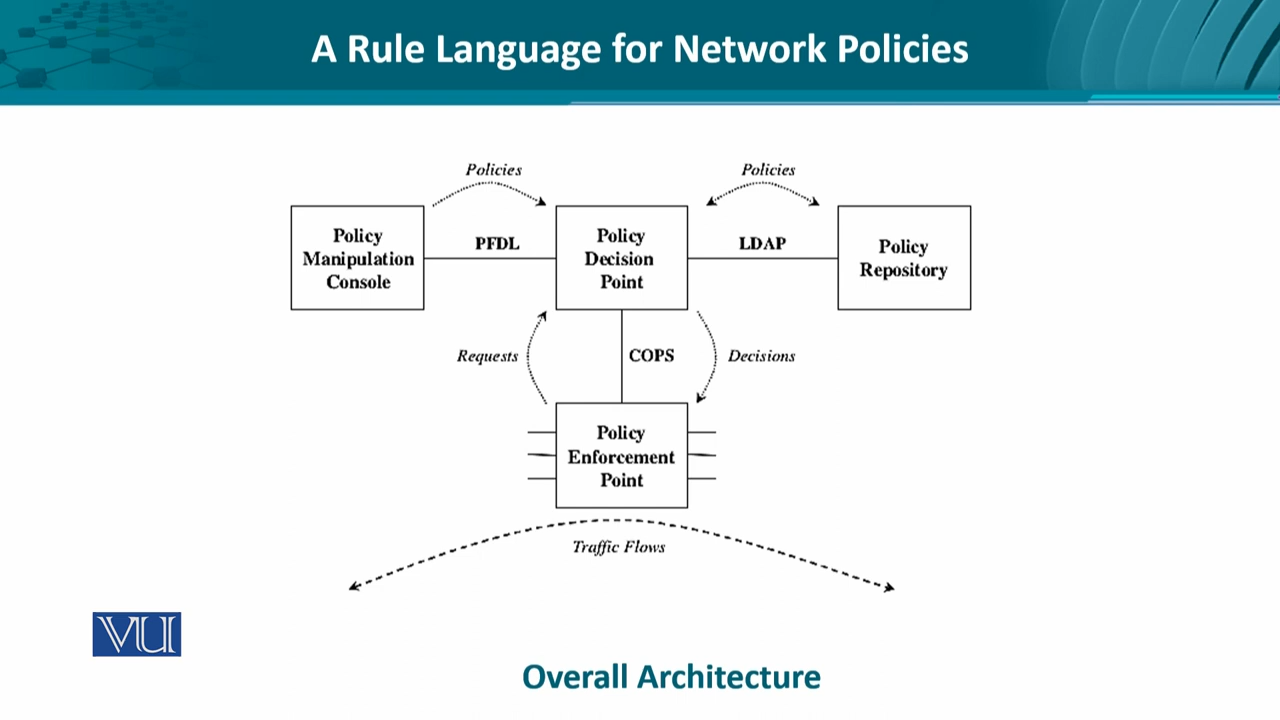 A Rule Language for Network Policies
Policies
Policies
Policy
Manipulation
Console
PFDL
Policy
Decision
Point
LDAP
Policy
Repository
Requests
COPS
Decisions
Policy
Enforcement
Point
Traffic Flows
VU
Overall Architecture